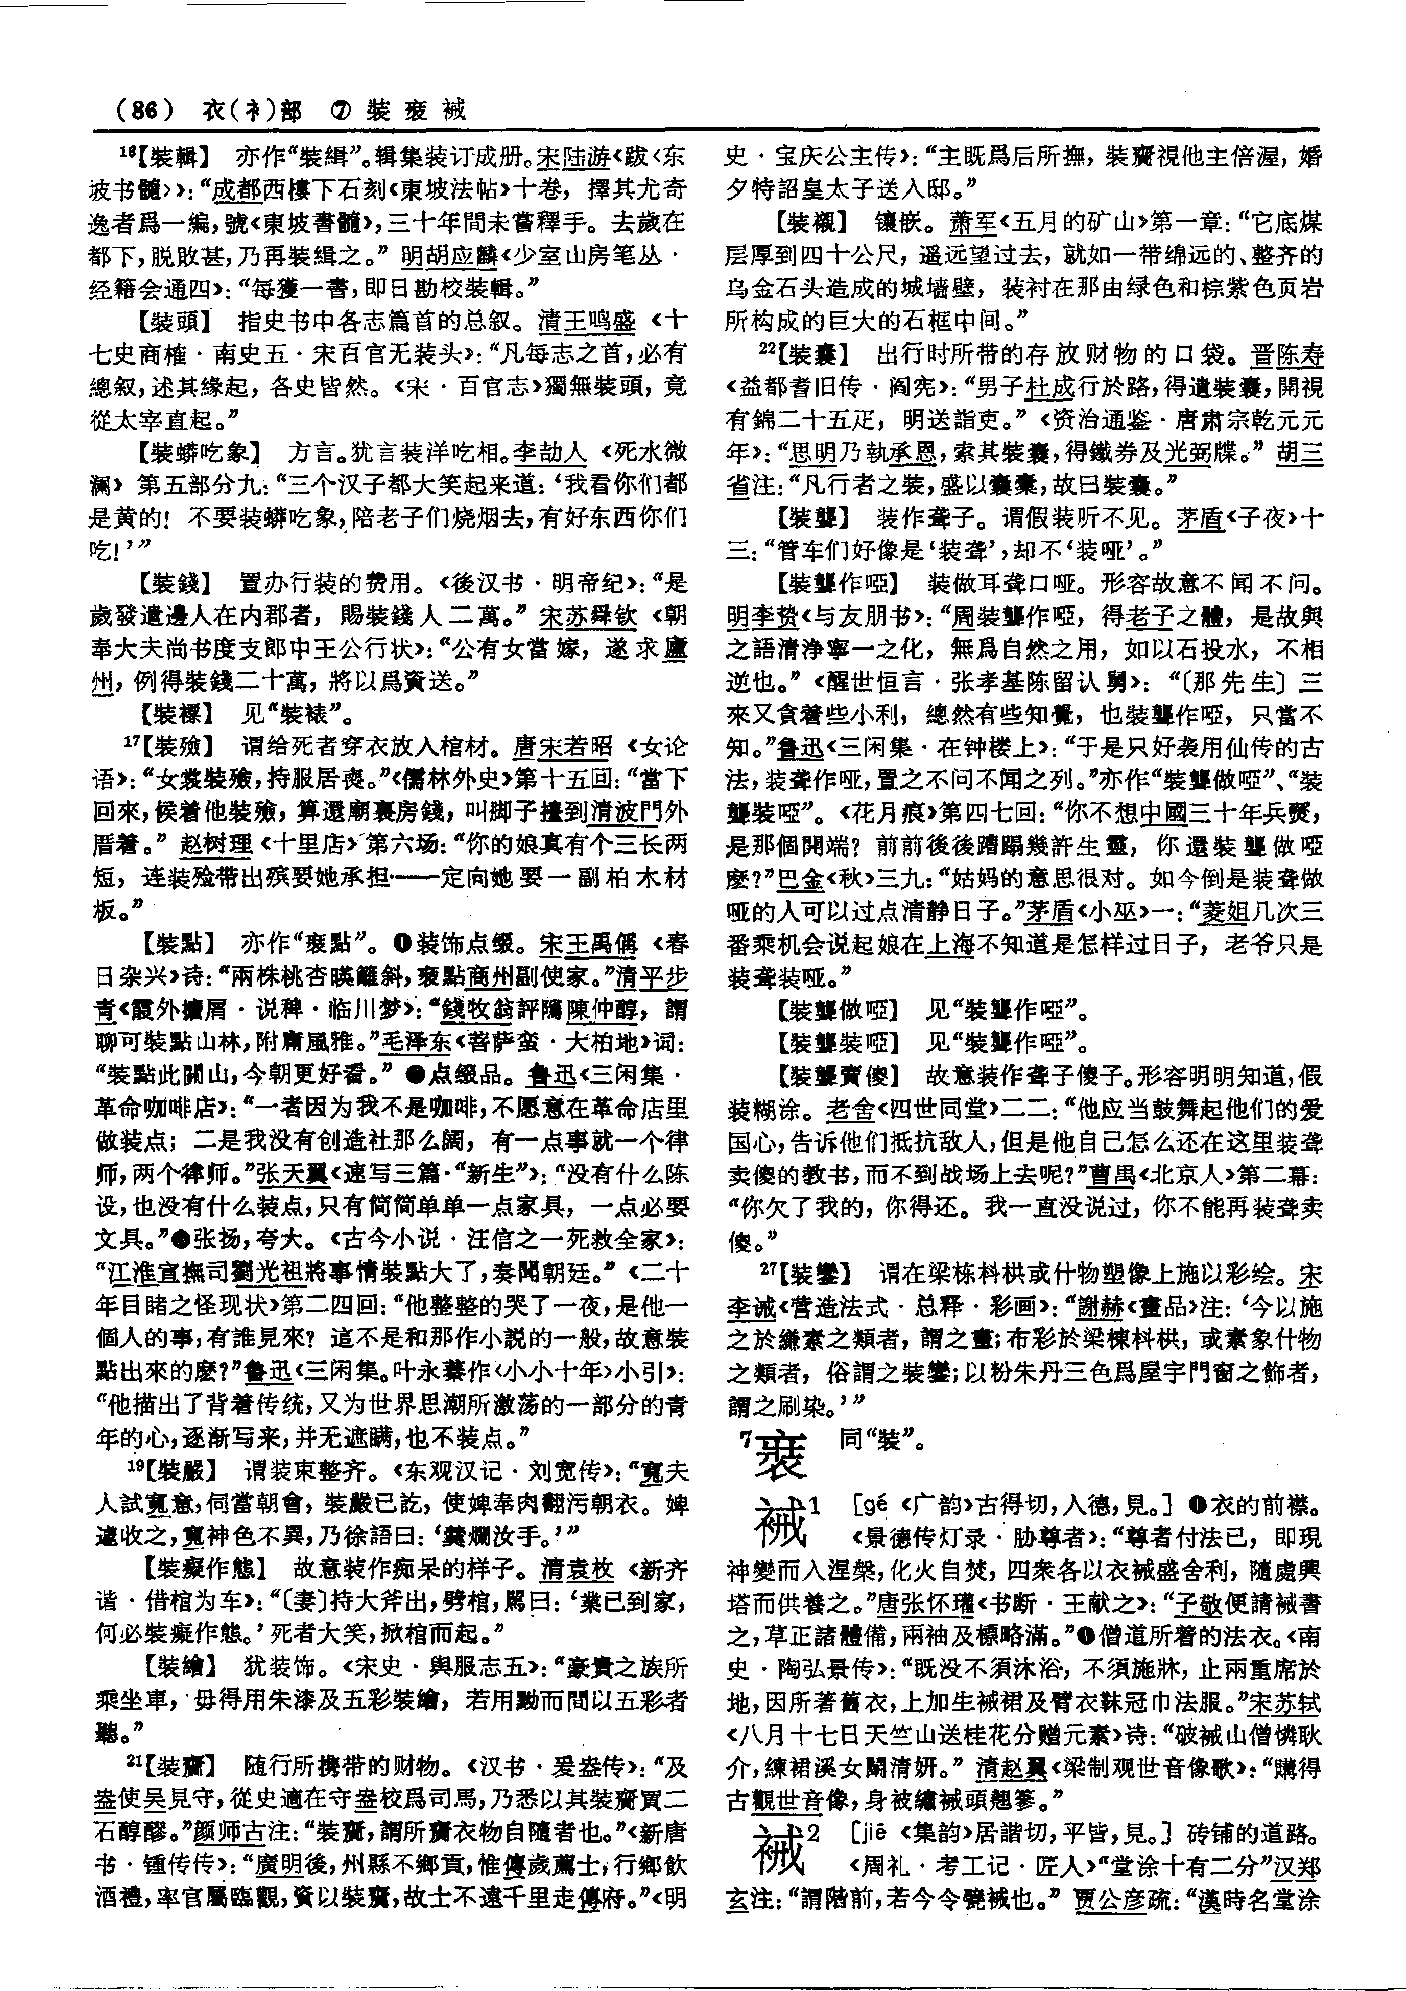 (86) 衣(衤)部 ⑦ 裝 裦 裓
¹⁶【裝輯】 亦作“裝緝”。辑集装订成册。宋陆游《跋〈东
坡书髓〉》：“成都西樓下石刻《東坡法帖》十卷，擇其尤奇
逸者爲一編，號《東坡書髓》，三十年間未嘗釋手。去歲在
都下，脱敗甚，乃再裝緝之。” 明胡应麟《少室山房笔丛·
经籍会通四》：“每獲一書，即日勘校裝輯。”
【裝頭】 指史书中各志篇首的总叙。清王鸣盛《十
七史商榷·南史五·宋百官无装头》：“凡每志之首，必有
總叙，述其緣起，各史皆然。《宋·百官志》獨無裝頭，竟
從太宰直起。”
【裝蟒吃象】 方言。犹言装洋吃相。李劼人《死水微
澜》第五部分九：“三个汉子都大笑起来道：‘我看你们都
是黄的！不要装蟒吃象，陪老子们烧烟去，有好东西你们
吃！’”
【裝錢】 置办行装的费用。《後汉书·明帝纪》：“是
歲發遣邊人在内郡者，賜裝錢人二萬。” 宋苏舜钦《朝
奉大夫尚书度支郎中王公行状》：“公有女當嫁，遂求廬
州，例得裝錢二十萬，將以爲資送。”
【裝褾】 见“裝裱”。
¹⁷【裝殮】 谓给死者穿衣放入棺材。唐宋若昭《女论
语》：“女裳裝殮，持服居喪。”《儒林外史》第十五回：“當下
回來，候着他裝殮，算還廟裏房錢，叫脚子擡到清波門外
厝着。” 赵树理《十里店》第六场：“你的娘真有个三长两
短，连装殓带出殡要她承担——一定向她要一副柏木材
板。”
【裝點】 亦作“裦點”。❶装饰点缀。宋王禹偁《春
日杂兴》诗：“兩株桃杏暎籬斜，裦點商州副使家。”清平步
青《霞外攟屑·说稗·临川梦》：“錢牧翁評隲陳仲醇，謂
聊可裝點山林，附庸風雅。”毛泽东《菩萨蛮·大柏地》词：
“裝點此關山，今朝更好看。” ❷点缀品。鲁迅《三闲集·
革命咖啡店》：“一者因为我不是咖啡，不愿意在革命店里
做装点；二是我没有创造社那么阔，有一点事就一个律
师，两个律师。”张天翼《速写三篇·“新生”》：“没有什么陈
设，也没有什么装点，只有简简单单一点家具，一点必要
文具。”❸张扬，夸大。《古今小说·汪信之一死救全家》：
“江淮宣撫司劉光祖將事情裝點大了，奏聞朝廷。” 《二十
年目睹之怪现状》第二四回：“他整整的哭了一夜，是他一
個人的事，有誰見來？這不是和那作小説的一般，故意裝
點出來的麽？”鲁迅《三闲集。叶永蓁作〈小小十年〉小引》：
“他描出了背着传统，又为世界思潮所激荡的一部分的青
年的心，逐渐写来，并无遮瞒，也不装点。”
¹⁹【裝嚴】 谓装束整齐。《东观汉记·刘宽传》：“寬夫
人試寬意，伺當朝會，裝嚴已訖，使婢奉肉翻污朝衣。婢
遽收之，寬神色不異，乃徐語曰：‘羹爛汝手。’”
【裝癡作態】 故意装作痴呆的样子。清袁枚《新齐
谐·借棺为车》：“〔妻〕持大斧出，劈棺，罵曰：‘業已到家，
何必裝癡作態。’死者大笑，掀棺而起。”
【裝繪】 犹装饰。《宋史·舆服志五》：“豪貴之族所
乘坐車，毋得用朱漆及五彩裝繪，若用黝而間以五彩者
聽。”
²¹【裝齎】 随行所携带的财物。《汉书·爰盎传》：“及
盎使吴見守，從史適在守盎校爲司馬，乃悉以其裝齎買二
石醇醪。”颜师古注：“裝齎，謂所齎衣物自隨者也。”《新唐
书·锺传传》：“廣明後，州縣不鄉貢，惟傳歲薦士，行鄉飲
酒禮，率官屬臨觀，資以裝齎，故士不遠千里走傳府。”《明
史·宝庆公主传》：“主既爲后所撫，裝齎視他主倍渥，婚
夕特詔皇太子送入邸。”
【裝襯】 镶嵌。萧军《五月的矿山》第一章：“它底煤
层厚到四十公尺，遥远望过去，就如一带绵远的、整齐的
乌金石头造成的城墙壁，装衬在那由绿色和棕紫色页岩
所构成的巨大的石框中间。”
²²【裝囊】 出行时所带的存放财物的口袋。晋陈寿
《益都耆旧传·阎宪》：“男子杜成行於路，得遺裝囊，開視
有錦二十五疋，明送詣吏。” 《资治通鉴·唐肃宗乾元元
年》：“思明乃執承恩，索其裝囊，得鐵券及光弼牒。” 胡三
省注：“凡行者之裝，盛以囊橐，故曰裝囊。”
【裝聾】 装作聋子。谓假装听不见。茅盾《子夜》十
三：“管车们好像是‘装聋’，却不‘装哑’。”
【裝聾作啞】 装做耳聋口哑。形容故意不闻不问。
明李贽《与友朋书》：“周裝聾作啞，得老子之體，是故與
之語清浄寧一之化，無爲自然之用，如以石投水，不相
逆也。” 《醒世恒言·张孝基陈留认舅》：“〔那先生〕三
來又貪着些小利，總然有些知覺，也裝聾作啞，只當不
知。”鲁迅《三闲集·在钟楼上》：“于是只好袭用仙传的古
法，装聋作哑，置之不问不闻之列。”亦作“裝聾做啞”、“裝
聾裝啞”。《花月痕》第四七回：“你不想中國三十年兵燹，
是那個開端？前前後後蹧蹋幾許生靈，你還裝聾做啞
麽？”巴金《秋》三九：“姑妈的意思很对。如今倒是装聋做
哑的人可以过点清静日子。”茅盾《小巫》一：“菱姐几次三
番乘机会说起娘在上海不知道是怎样过日子，老爷只是
装聋装哑。”
【裝聾做啞】 见“裝聾作啞”。
【裝聾裝啞】 见“裝聾作啞”。
【裝聾賣傻】 故意装作聋子傻子。形容明明知道，假
装糊涂。老舍《四世同堂》二二：“他应当鼓舞起他们的爱
国心，告诉他们抵抗敌人，但是他自己怎么还在这里装聋
卖傻的教书，而不到战场上去呢？”曹禺《北京人》第二幕：
“你欠了我的，你得还。我一直没说过，你不能再装聋卖
傻。”
²⁷【裝鑾】 谓在梁栋枓栱或什物塑像上施以彩绘。宋
李诫《营造法式·总释·彩画》：“謝赫《畫品》注：‘今以施
之於縑素之類者，謂之畫；布彩於梁棟枓栱，或素象什物
之類者，俗謂之裝鑾；以粉朱丹三色爲屋宇門窗之飾者，
謂之刷染。’”
⁷裦 同“裝”。
裓¹ [gé 《广韵》古得切，入德，見。] ❶衣的前襟。
《景德传灯录·胁尊者》：“尊者付法已，即現
神變而入涅槃，化火自焚，四衆各以衣裓盛舍利，隨處興
塔而供養之。”唐张怀瓘《书断·王献之》：“子敬便請裓書
之，草正諸體備，兩袖及褾略滿。”❶僧道所着的法衣。《南
史·陶弘景传》：“既没不須沐浴，不須施牀，止兩重席於
地，因所著舊衣，上加生裓裙及臂衣靺冠巾法服。”宋苏轼
《八月十七日天竺山送桂花分赠元素》诗：“破裓山僧憐耿
介，練裙溪女鬭清妍。” 清赵翼《梁制观世音像歌》：“購得
古觀世音像，身被繡裓頭翹篸。”
裓² [jiē 《集韵》居諧切，平皆，見。] 砖铺的道路。
《周礼·考工记·匠人》“堂涂十有二分”汉郑
玄注：“謂階前，若今令甓裓也。” 贾公彦疏：“漢時名堂涂